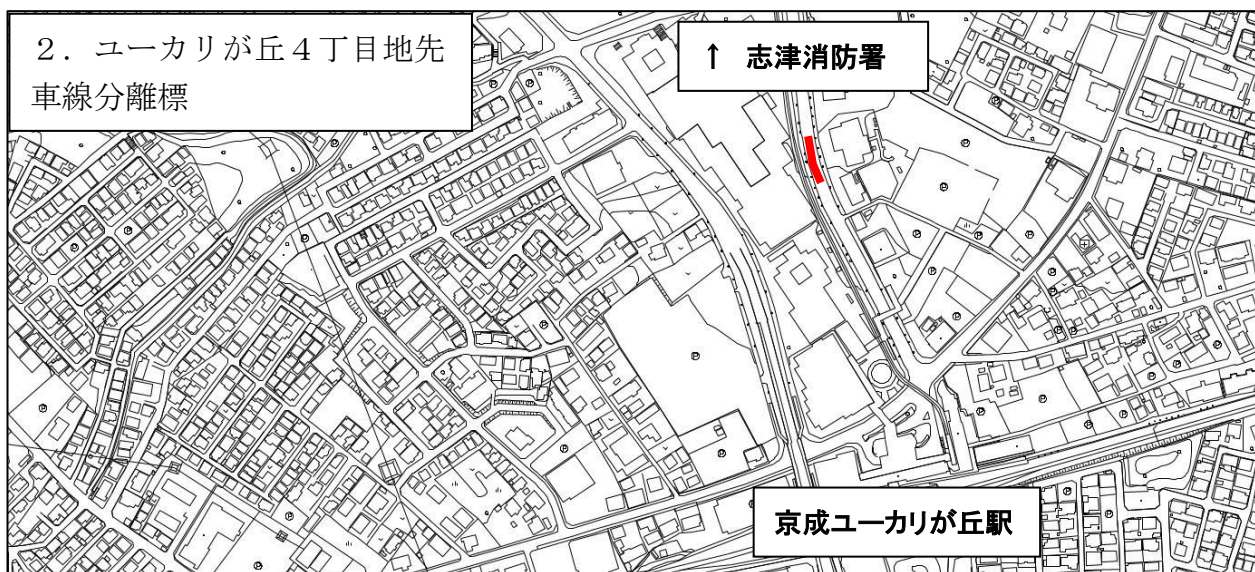 ２．ユーカリが丘４丁目地先
車線分離標
↑　志津消防署
京成ユーカリが丘駅